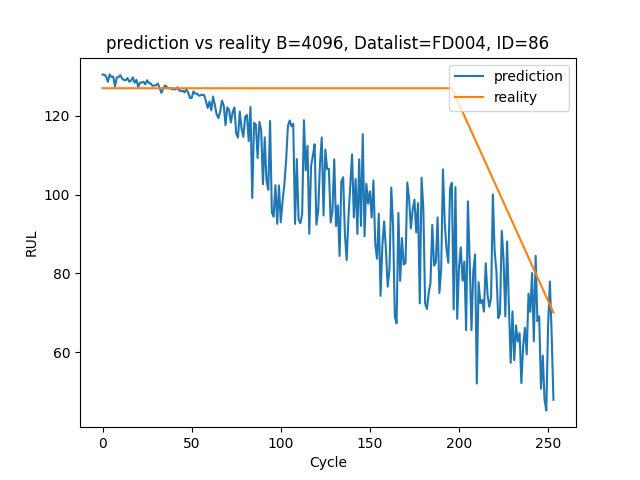 prediction vs reality B=4096, Datalist=FD004, ID=86
prediction
reality
120
100
80
60
RUL
0 50 100 150 200 250
Cycle